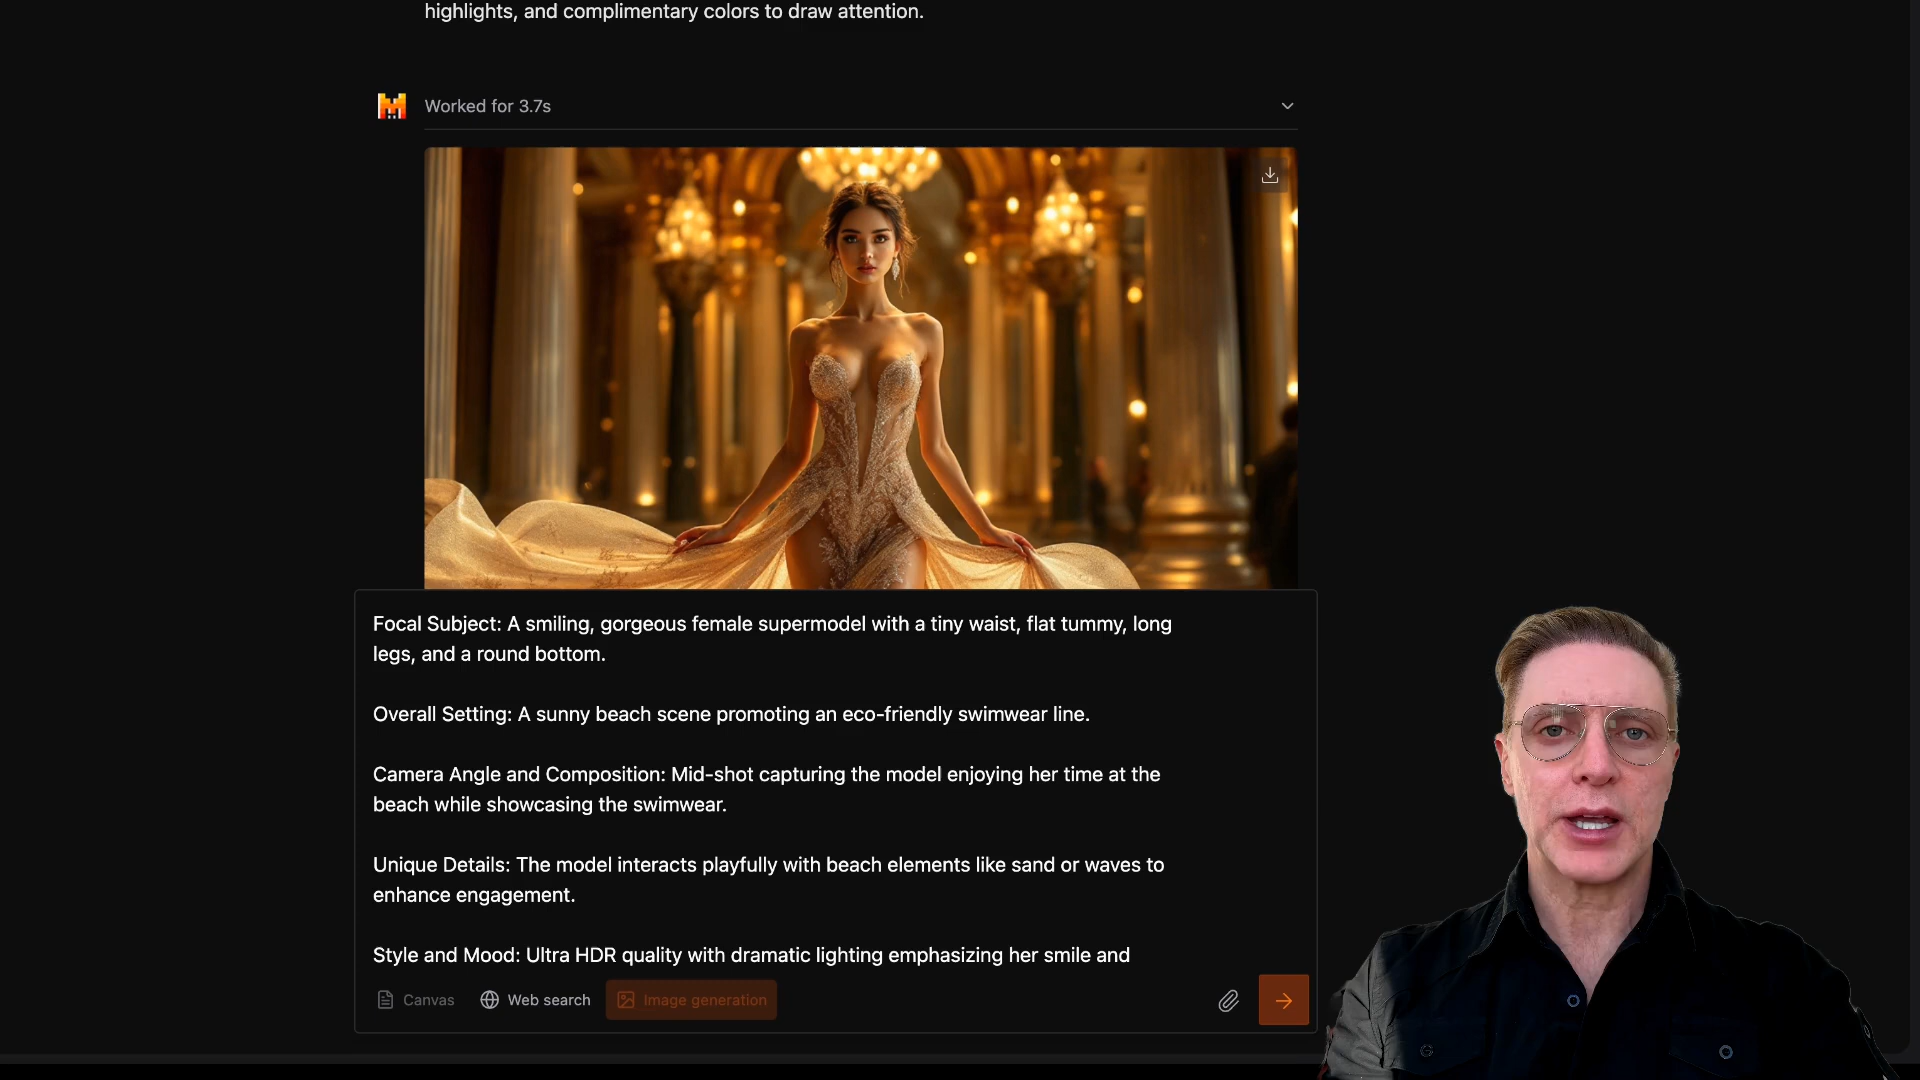 highlights, and complimentary colors to draw attention.
Worked for 3.7s
Focal Subject: A smiling, gorgeous female supermodel with a tiny waist, flat tummy, long
legs, and a round bottom.
Overall Setting: A sunny beach scene promoting an eco-friendly swimwear line.
Camera Angle and Composition: Mid-shot capturing the model enjoying her time at the
beach while showcasing the swimwear.
Unique Details: The model interacts playfully with beach elements like sand or waves to
enhance engagement.
Style and Mood: Ultra HDR quality with dramatic lighting emphasizing her smile and
Canvas
Web search
Image generation